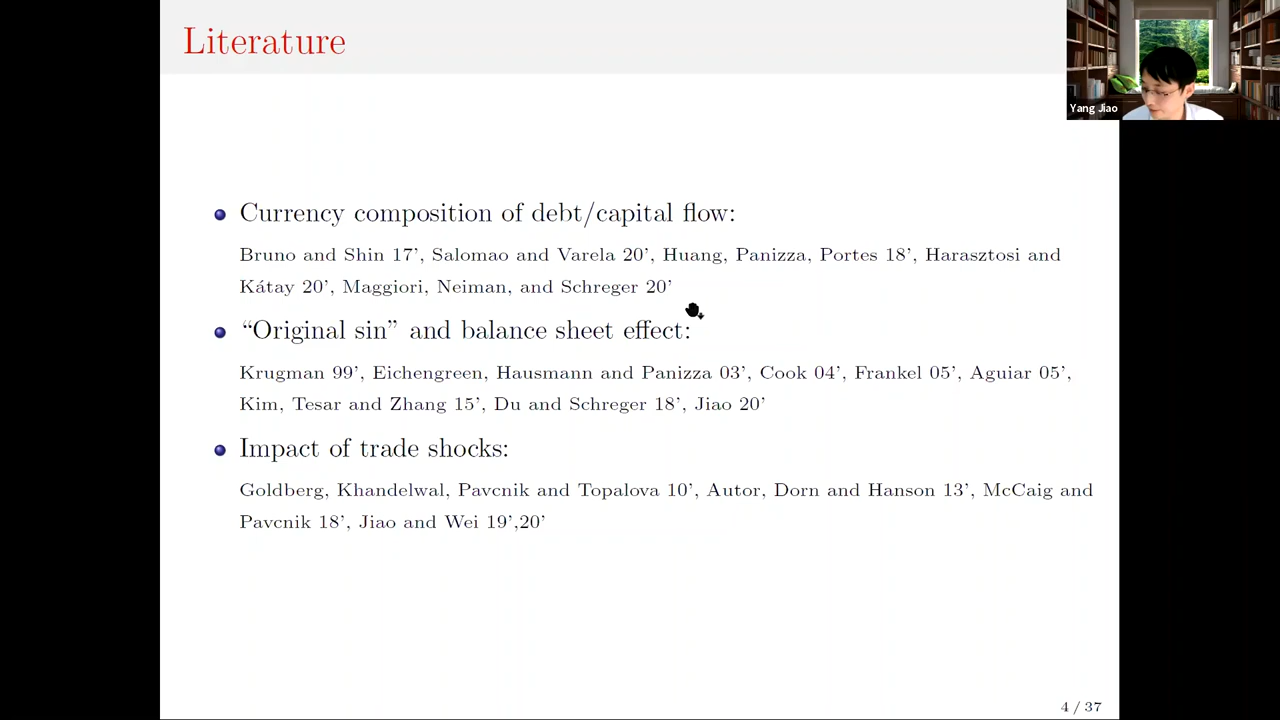 Literature
Yang Jiao
Currency composition of debt/capital flow:
Bruno and Shin 17’, Salomao and Varela 20’, Huang, Panizza, Portes 18’, Harasztosi and
Kátay 20’, Maggiori, Neiman, and Schreger 20’
“Original sin” and balance sheet effect:
Krugman 99’, Eichengreen, Hausmann and Panizza 03’, Cook 04’, Frankel 05’, Aguiar 05’,
Kim, Tesar and Zhang 15’, Du and Schreger 18’, Jiao 20’
Impact of trade shocks:
Goldberg, Khandelwal, Pavcnik and Topalova 10’, Autor, Dorn and Hanson 13’, McCaig and
Pavcnik 18’, Jiao and Wei 19’,20’
4 / 37